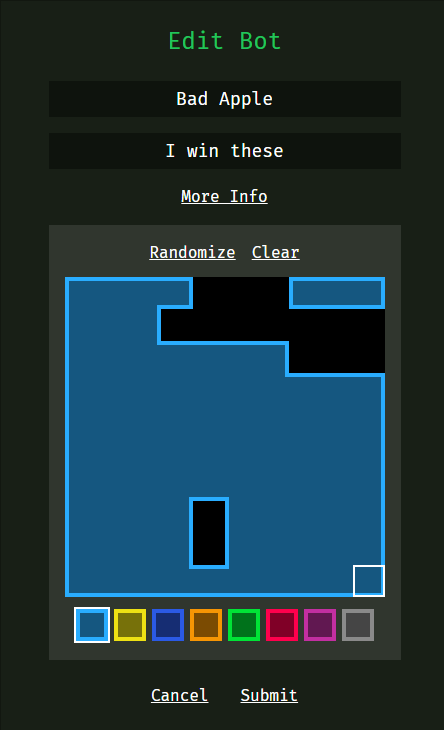 Edit Bot
Bad Apple
I win these
More Info
Randomize Clear
Cancel Submit